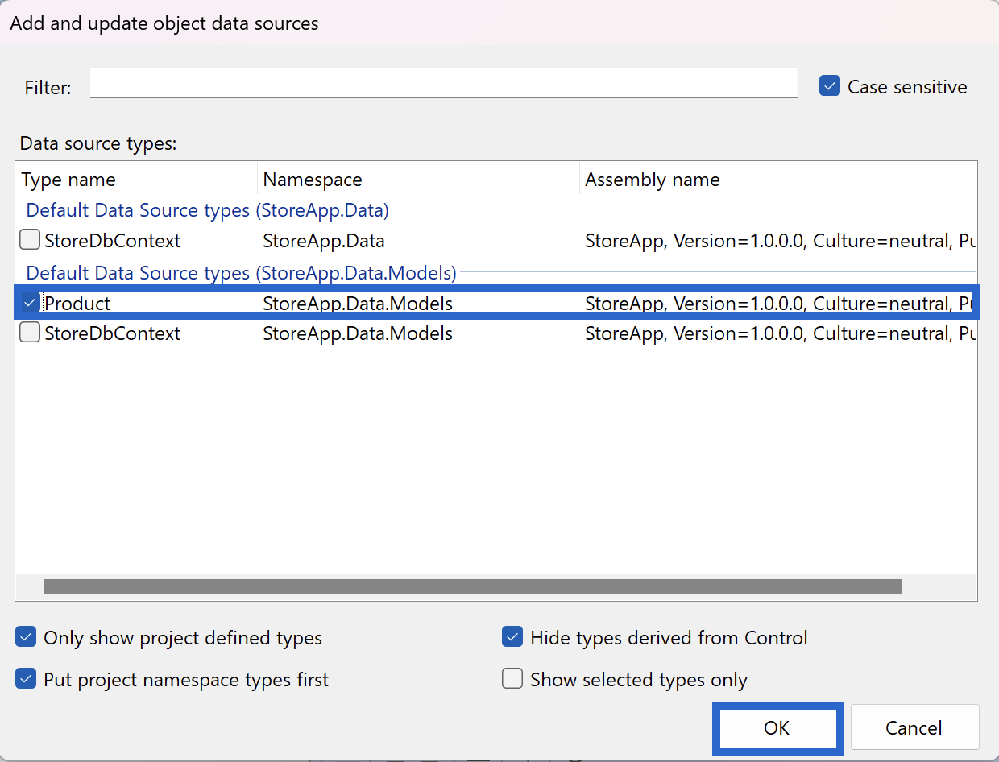 Add and update object data sources
Filter:
Case sensitive
Data source types:
Type name Namespace Assembly name
Default Data Source types (StoreApp.Data)
StoreDbContext StoreApp.Data StoreApp, Version=1.0.0.0, Culture=neutral, Pu
Default Data Source types (StoreApp.Data.Models)
Product StoreApp.Data.Models StoreApp, Version=1.0.0.0, Culture=neutral, Pu
StoreDbContext StoreApp.Data.Models StoreApp, Version=1.0.0.0, Culture=neutral, Pu
Only show project defined types Hide types derived from Control
Put project namespace types first Show selected types only
OK Cancel